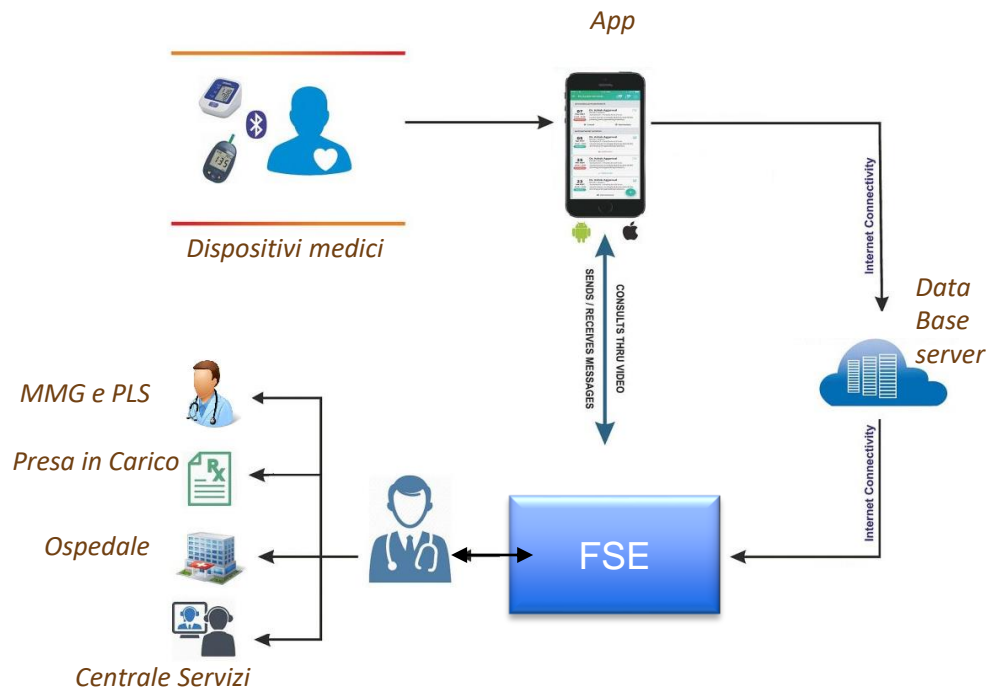 App
Dispositivi medici
SENDS / RECEIVES MESSAGES
CONSULTS THRU VIDEO
Internet Connectivity
Data
Base
server
MMG e PLS
Presa in Carico
Rx
Ospedale
FSE
Internet Connectivity
Centrale Servizi